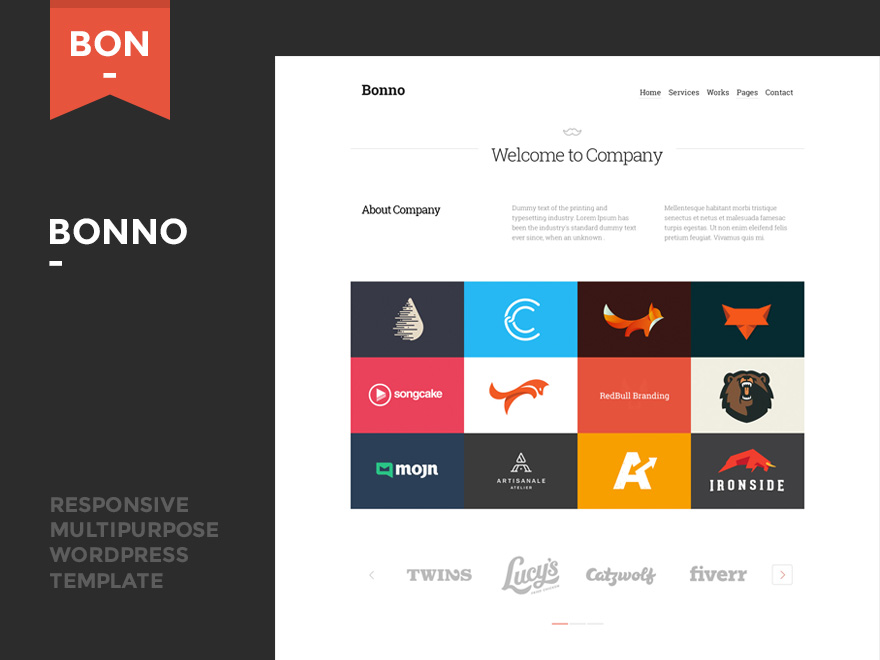 BON
-
BONNO
-
RESPONSIVE
MULTIPURPOSE
WORDPRESS
TEMPLATE
Bonno
Home Services Works Pages Contact
Welcome to Company
About Company
Dummy text of the printing and
typesetting industry. Lorem Ipsum has
been the industry's standard dummy text
ever since, when an unknown .
Mellentesque habitant morbi tristique
senectus et netus et malesuada famesac
turpis egestas. Ut non enim eleifend felis
pretium feugiat. Vivamus quis mi.
songcake
RedBull Branding
mojn
ARTISANALE
ATELIER
IRONSIDE
TWINS
Lucy's
Catzwolf
fiverr